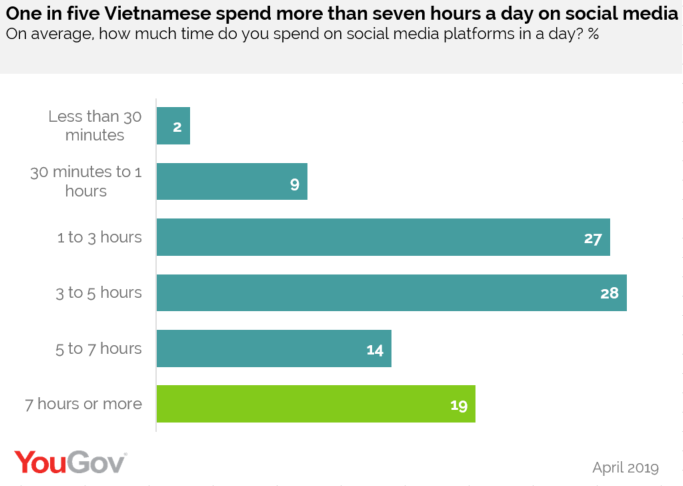 One in five Vietnamese spend more than seven hours a day on social media
On average, how much time do you spend on social media platforms in a day? %
Less than 30
minutes
2
30 minutes to 1
hours
9
1 to 3 hours
27
3 to 5 hours
28
5 to 7 hours
14
7 hours or more
19
YouGov®
April 2019